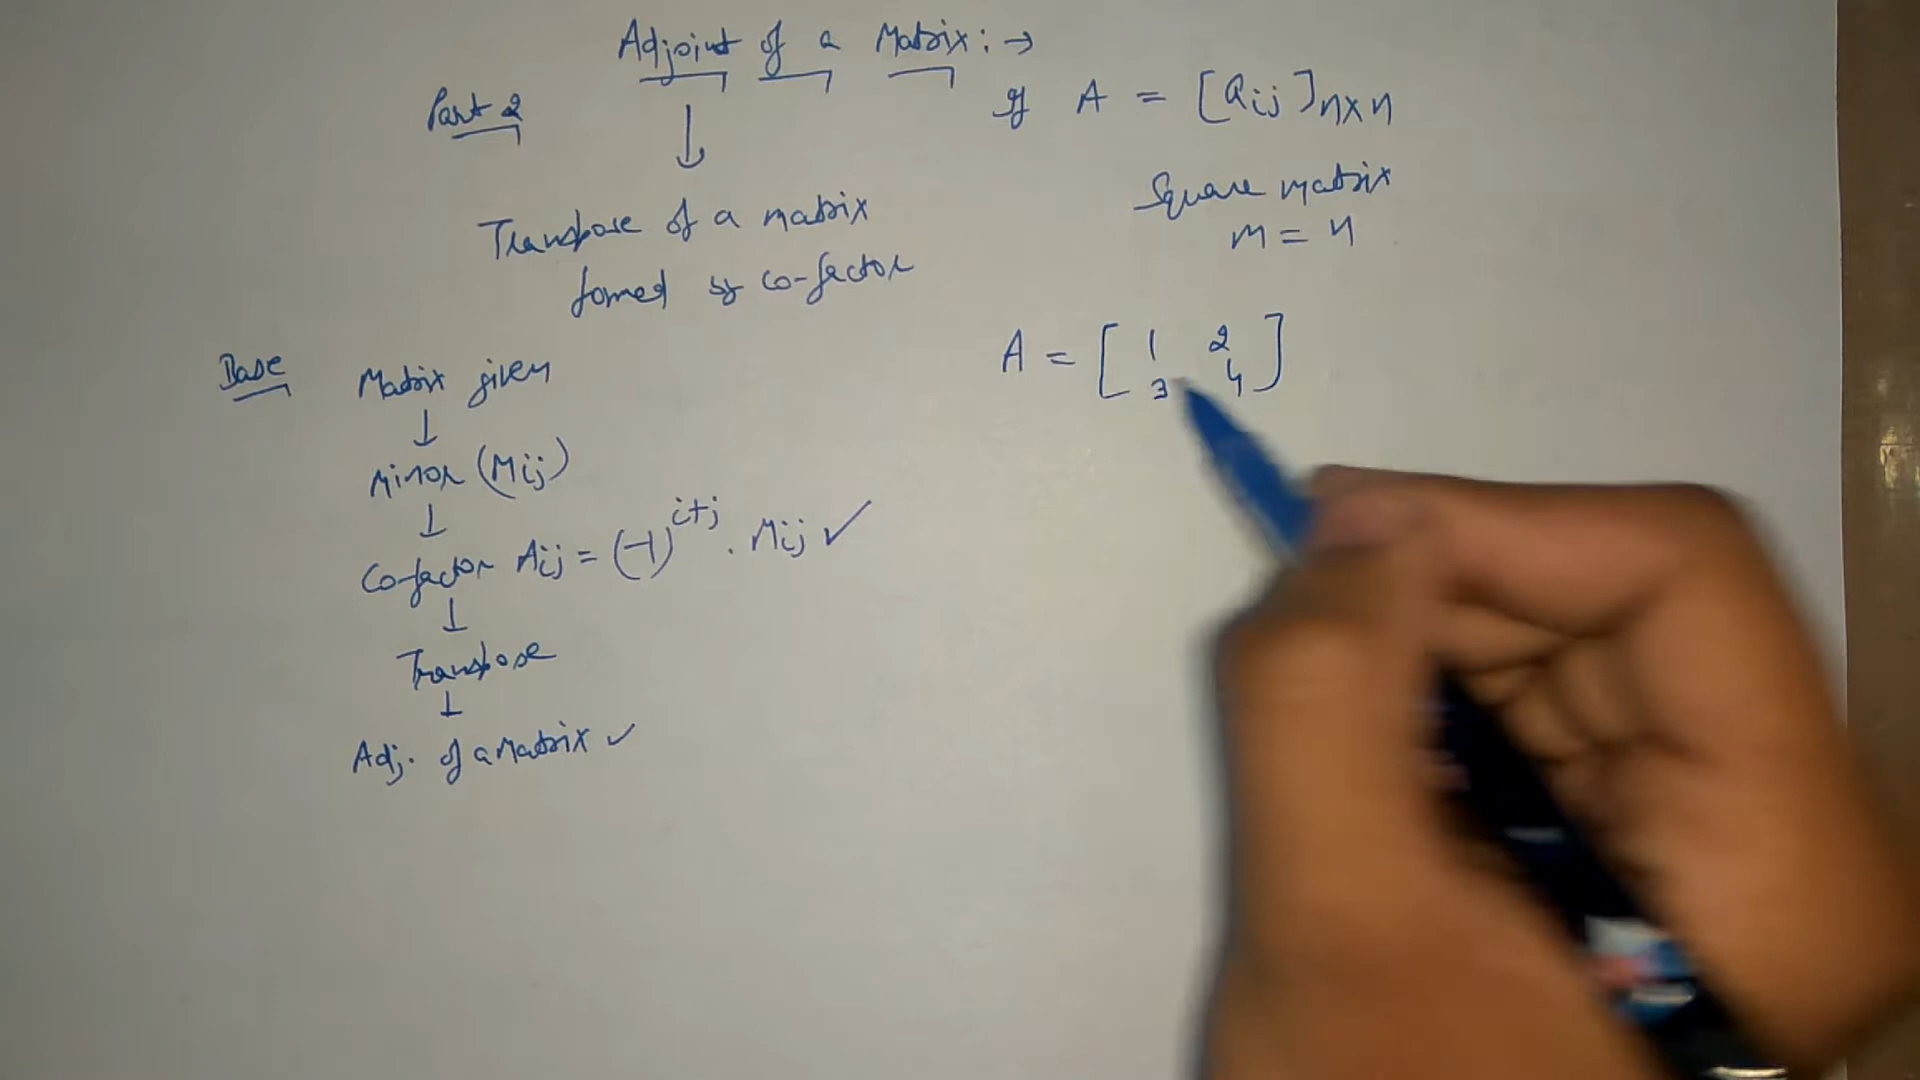 Adjoint of a Matrix: →
Part 2
↓
If A = [aij]n×n
Square matrix
m = n
Transpose of a matrix
formed by co-factor
A = [ 1 2
3 4 ]
Base
Matrix given
↓
Minor (Mij)
↓
Co-factor Aij = (-1)^i+j . Mij ✓
↓
Transpose
↓
Adj. of a Matrix ✓